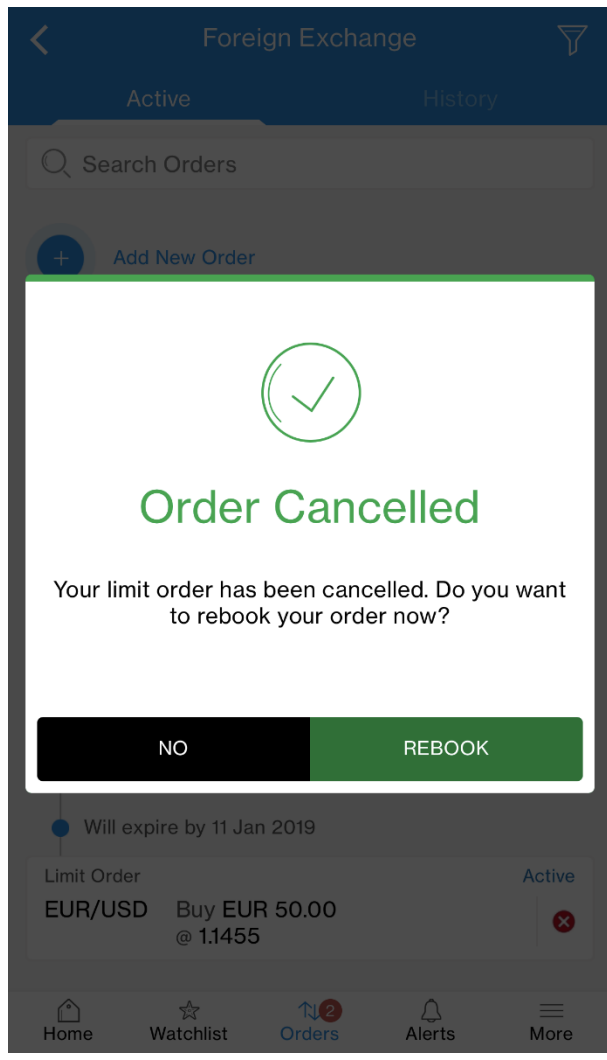 Foreign Exchange
Active
History
Search Orders
Add New Order
Order Cancelled
Your limit order has been cancelled. Do you want
to rebook your order now?
NO
REBOOK
Will expire by 11 Jan 2019
Limit Order
Active
EUR/USD
Buy EUR 50.00
@ 1.1455
2
Home
Watchlist
Orders
Alerts
More